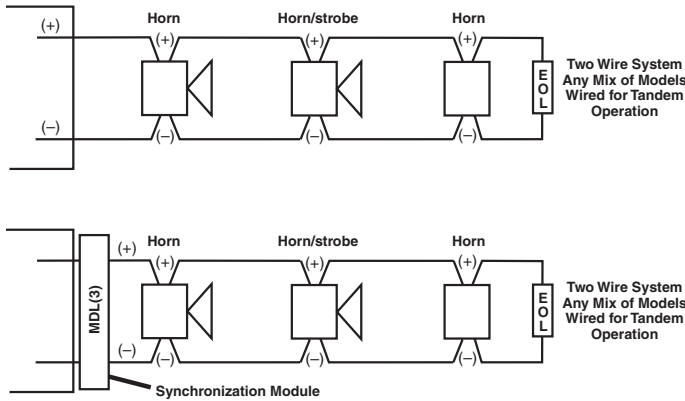 Horn Horn/strobe Horn
(+) (+) (+) (+)
E
O
L
Two Wire System
Any Mix of Models
Wired for Tandem
Operation
(–) (–) (–) (–)
MDL(3)
(+) Horn Horn/strobe Horn
(+) (+) (+)
E
O
L
Two Wire System
Any Mix of Models
Wired for Tandem
Operation
(–) (–) (–) (–)
Synchronization Module